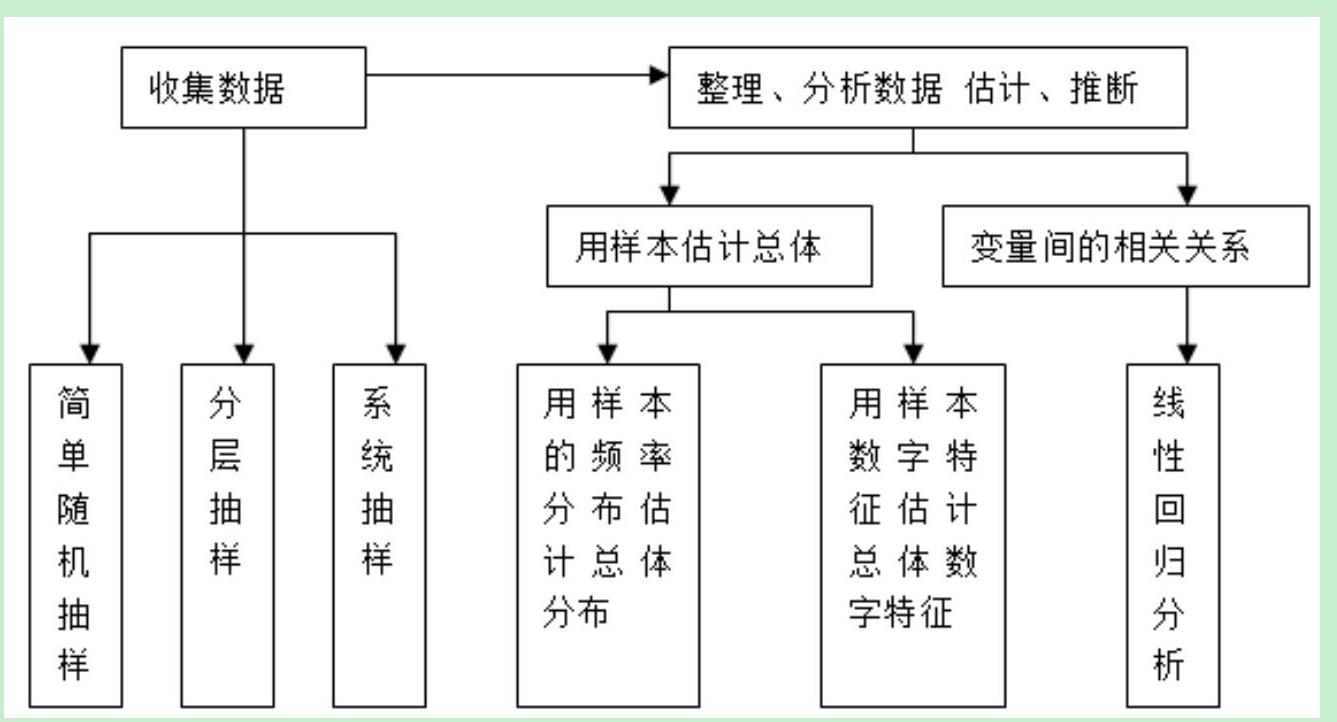 收集数据
整理、分析数据 估计、推断
用样本估计总体
变量间的相关关系
简
单
随
机
抽
样
分
层
抽
样
系
统
抽
样
用样本
的频率
分布估
计总体
分布
用样本
数字特
征估计
总体数
字特征
线
性
回
归
分
析